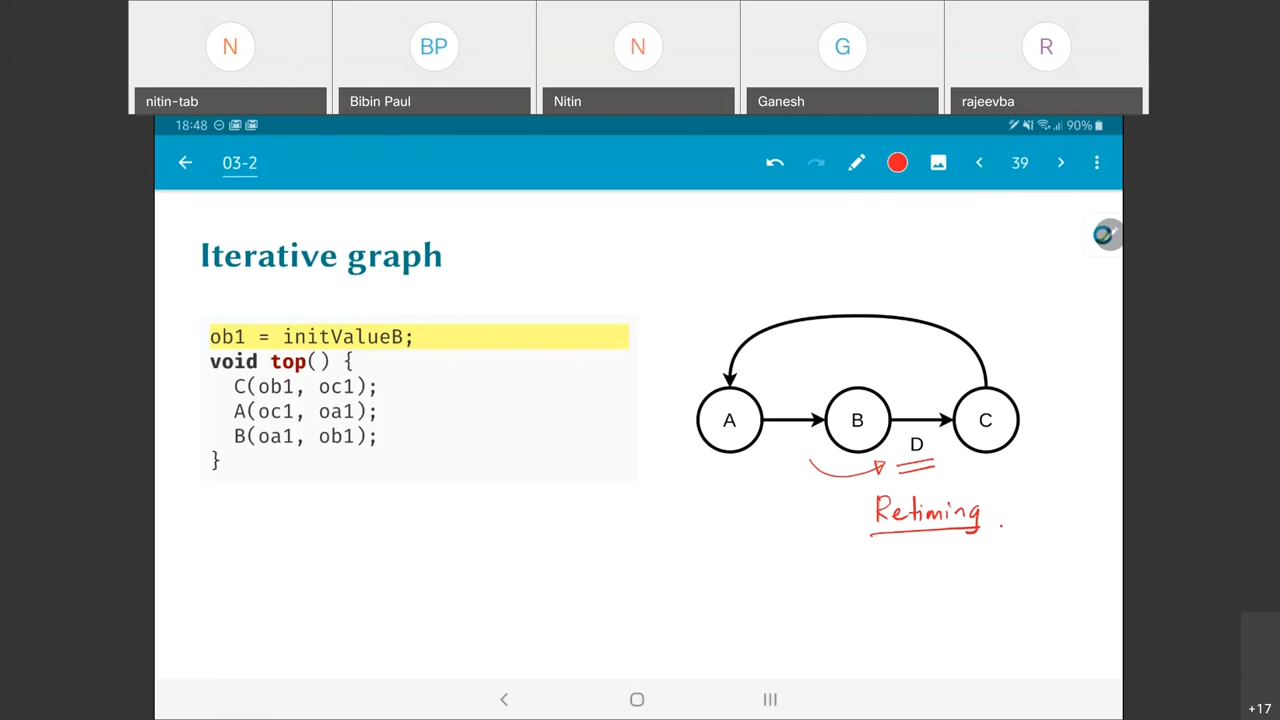 N BP N G R
nitin-tab Bibin Paul Nitin Ganesh rajeevba
18:48 90%
03-2 39
Iterative graph
ob1 = initValueB;
void top() {
C(ob1, oc1);
A(oc1, oa1);
B(oa1, ob1);
}
A B C
D
Retiming
+17